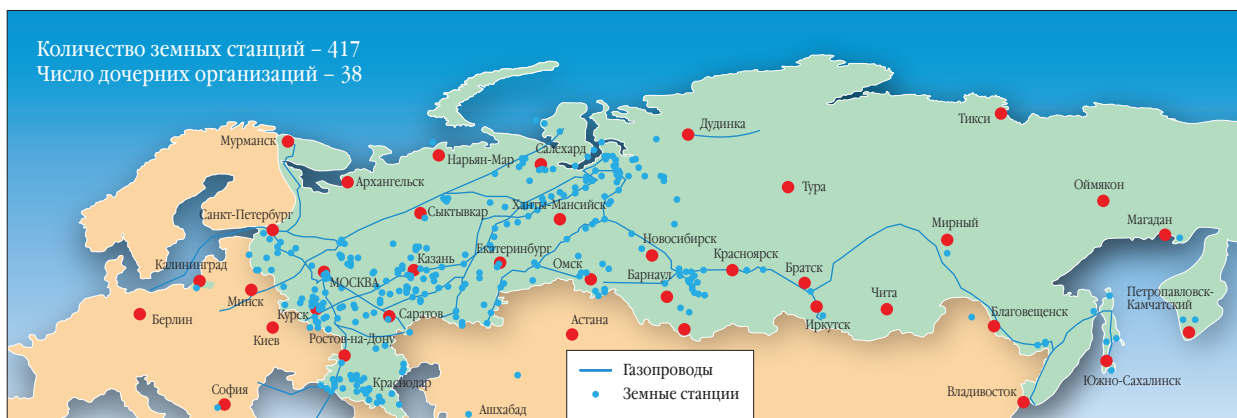 Количество земных станций – 417
Число дочерних организаций – 38
Мурманск
Нарьян-Мар
Архангельск
Салехард
Дудинка
Тикси
Тура
Оймякон
Санкт-Петербург
Сыктывкар
Ханты-Мансийск
Мирный
Магадан
Калининград
Казань
Екатеринбург
Новосибирск
Красноярск
Братск
МОСКВА
Омск
Барнаул
Минск
Курск
Саратов
Чита
Петропавловск-
Камчатский
Берлин
Киев
Ростов-на-Дону
Астана
Иркутск
Благовещенск
Газопроводы
Земные станции
София
Краснодар
Ашхабад
Владивосток
Южно-Сахалинск